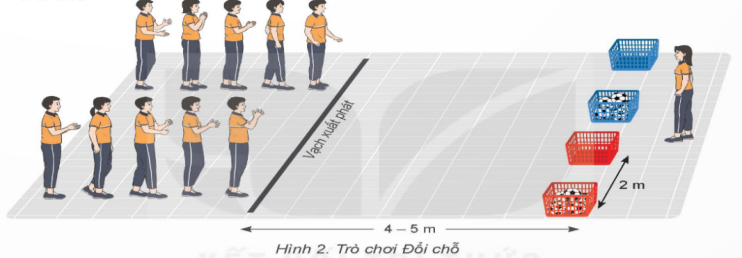 Vạch xuất phát
2 m
4 – 5 m
Hình 2. Trò chơi Đổi chỗ